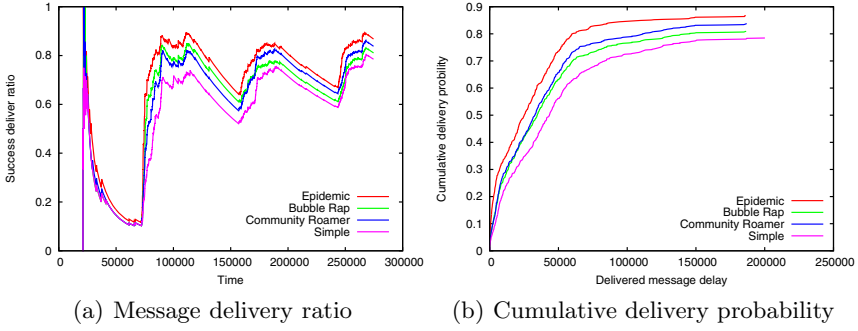 1
0.8
0.6
0.4
0.2
0
Success deliver ratio
0 50000 100000 150000 200000 250000 300000
Time
Epidemic
Bubble Rap
Community Roamer
Simple
(a) Message delivery ratio
0.9
0.8
0.7
0.6
0.5
0.4
0.3
0.2
0.1
0
Cumulative delivery probility
0 50000 100000 150000 200000 250000
Delivered message delay
Epidemic
Bubble Rap
Community Roamer
Simple
(b) Cumulative delivery probability